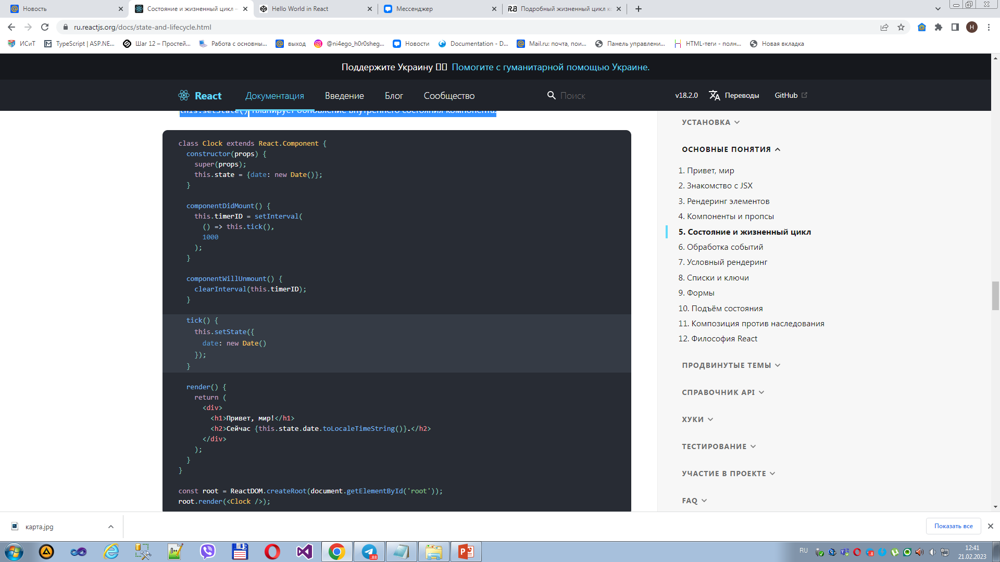 Новость
Состояние и жизненный цикл –
Hello World in React
Мессенджер
Подробный жизненный цикл
ru.reactjs.org/docs/state-and-lifecycle.html
H
ИСиТ
TypeScript | ASP.NE...
Шаг 12 – Простей...
Работа с основны...
выход
@ni4ego_h0r0sheg...
Новости
Documentation - D...
Mail.ru: почта, пои...
Панель управлени...
HTML-теги - полн...
Новая вкладка
Поддержите Украину Помогите с гуманитарной помощью Украине.
React
Документация
Введение
Блог
Сообщество
Поиск
v18.2.0
Переводы
GitHub
this.setState() планирует обновление внутреннего состояния компонента:
class Clock extends React.Component {
constructor(props) {
super(props);
this.state = {date: new Date()};
}
componentDidMount() {
this.timerID = setInterval(
() => this.tick(),
1000
);
}
componentWillUnmount() {
clearInterval(this.timerID);
}
tick() {
this.setState({
date: new Date()
});
}
render() {
return (
<div>
<h1>Привет, мир!</h1>
<h2>Сейчас {this.state.date.toLocaleTimeString()}.</h2>
</div>
);
}
}
const root = ReactDOM.createRoot(document.getElementById('root'));
root.render(<Clock />);
УСТАНОВКА
ОСНОВНЫЕ ПОНЯТИЯ
1. Привет, мир
2. Знакомство с JSX
3. Рендеринг элементов
4. Компоненты и пропсы
5. Состояние и жизненный цикл
6. Обработка событий
7. Условный рендеринг
8. Списки и ключи
9. Формы
10. Подъём состояния
11. Композиция против наследования
12. Философия React
ПРОДВИНУТЫЕ ТЕМЫ
СПРАВОЧНИК API
ХУКИ
ТЕСТИРОВАНИЕ
УЧАСТИЕ В ПРОЕКТЕ
FAQ
карта.jpg
Показать все
RU
12:41
21.02.2023